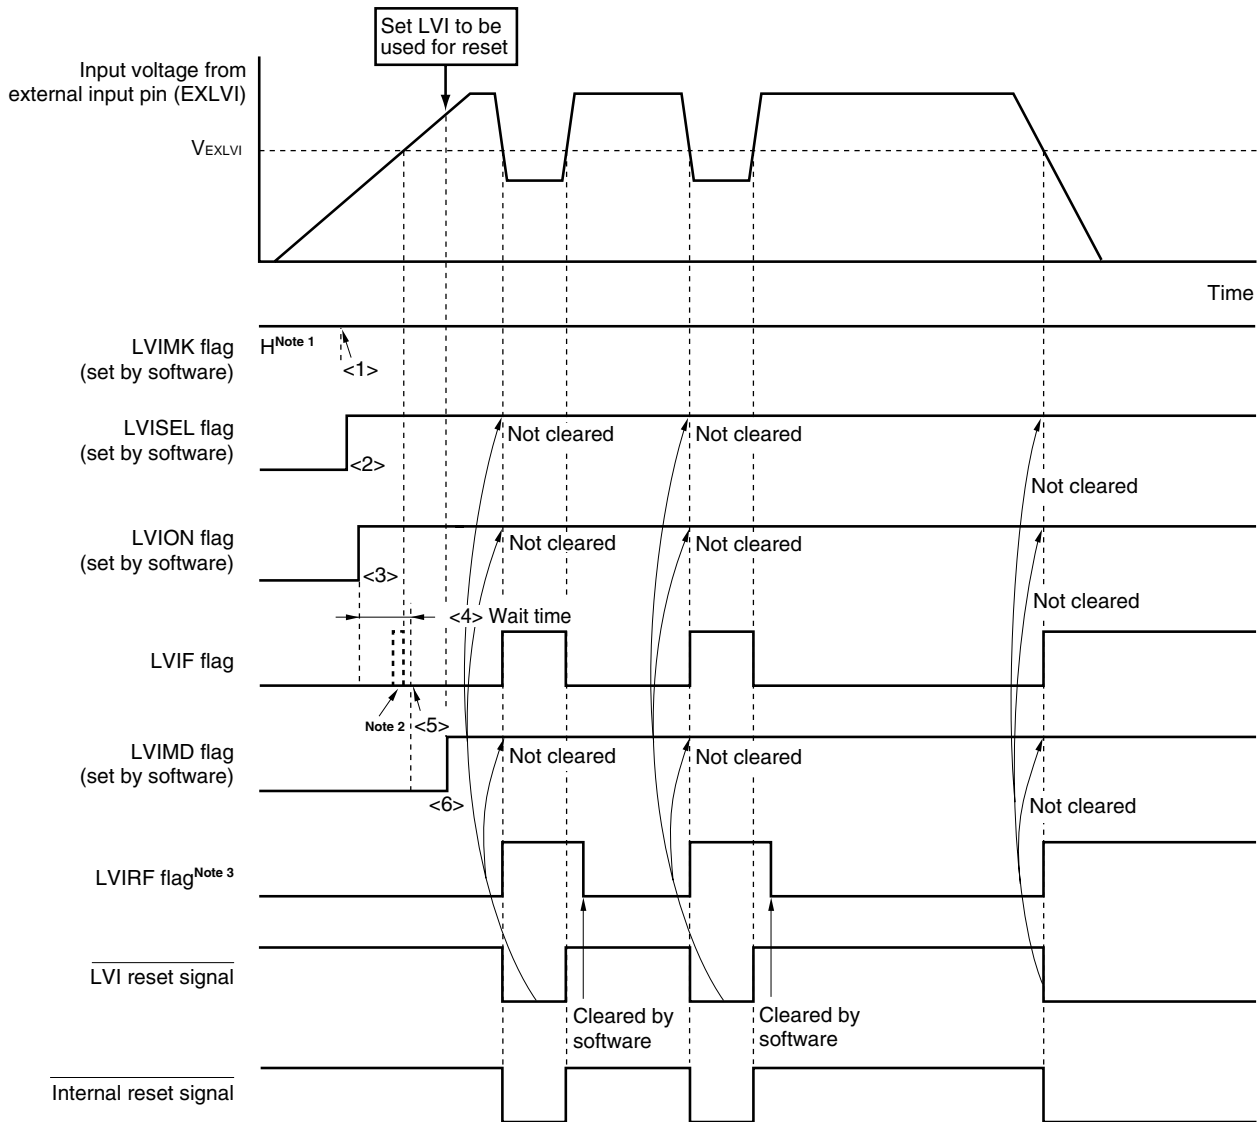 Set LVI to be
used for reset
Input voltage from
external input pin (EXLVI)
VEXLVI
Time
LVIMK flag
(set by software)
HNote 1
<1>
LVISEL flag
(set by software)
<2>
Not cleared
Not cleared
Not cleared
LVION flag
(set by software)
<3>
Not cleared
Not cleared
Not cleared
<4> Wait time
LVIF flag
Note 2
<5>
LVIMD flag
(set by software)
<6>
Not cleared
Not cleared
Not cleared
LVIRF flagNote 3
LVI reset signal
Cleared by
software
Cleared by
software
Internal reset signal